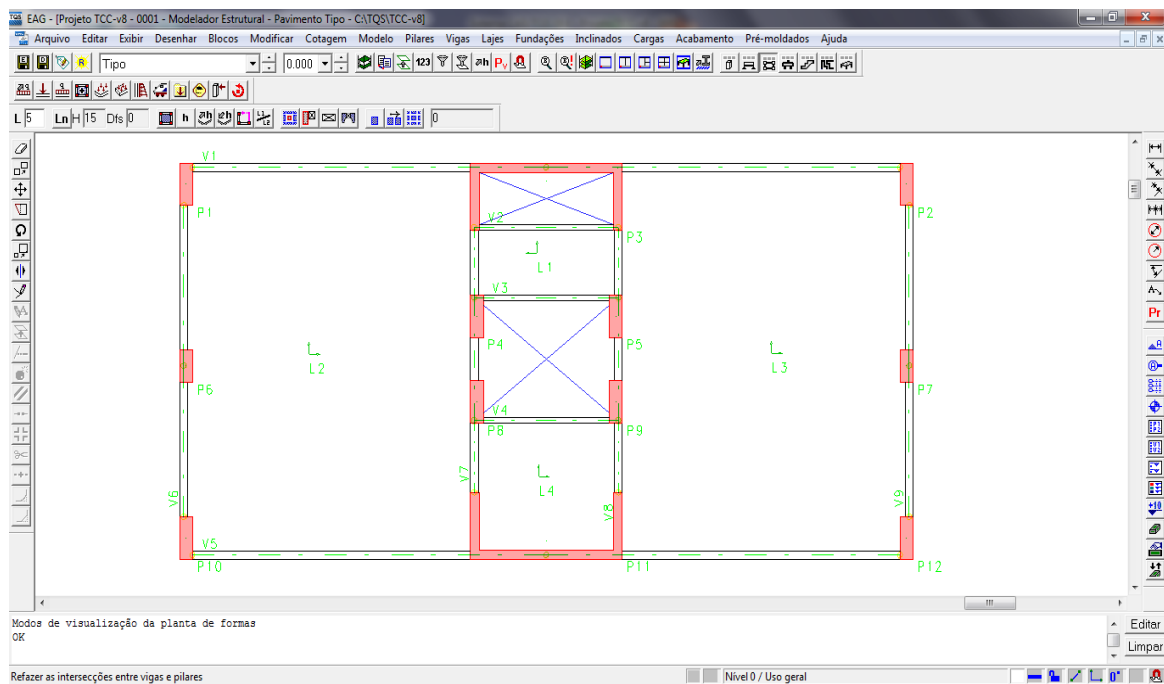 EAG - [Projeto TCC-v8 - 0001 - Modelador Estrutural - Pavimento Tipo - C:\TQS\TCC-v8]
Arquivo Editar Exibir Desenhar Blocos Modificar Cotagem Modelo Pilares Vigas Lajes Fundações Inclinados Cargas Acabamento Pré-moldados Ajuda
Tipo 0.000 123
L 5 Ln H 15 Dfs 0 h 0
V1
P1 P2
V2
P3
L1
V3
P4 P5
L2 L3
P6 P7
V4
P8 P9
V7
L4
V6 V8 V9
V5
P10 P11 P12
Pr
+10
Modos de visualização da planta de formas
OK
Editar
Limpar
Refazer as intersecções entre vigas e pilares
Nível 0 / Uso geral
0°